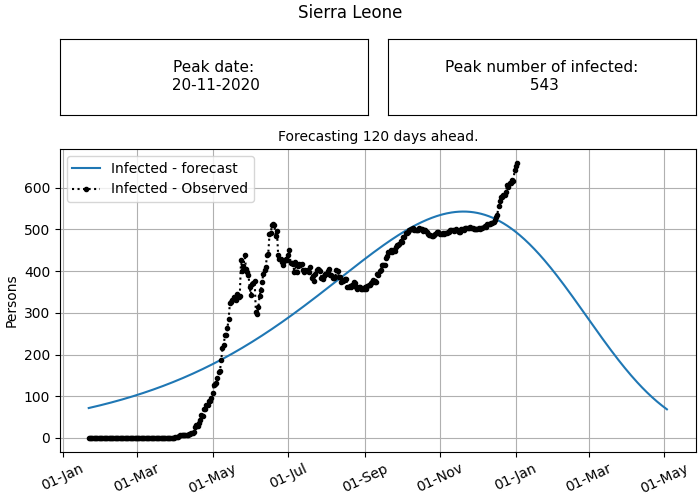 Sierra Leone
Peak date:
20-11-2020
Peak number of infected:
543
Forecasting 120 days ahead.
Infected - forecast
Infected - Observed
Persons
600
500
400
300
200
100
0
01-Jan
01-Mar
01-May
01-Jul
01-Sep
01-Nov
01-Jan
01-Mar
01-May